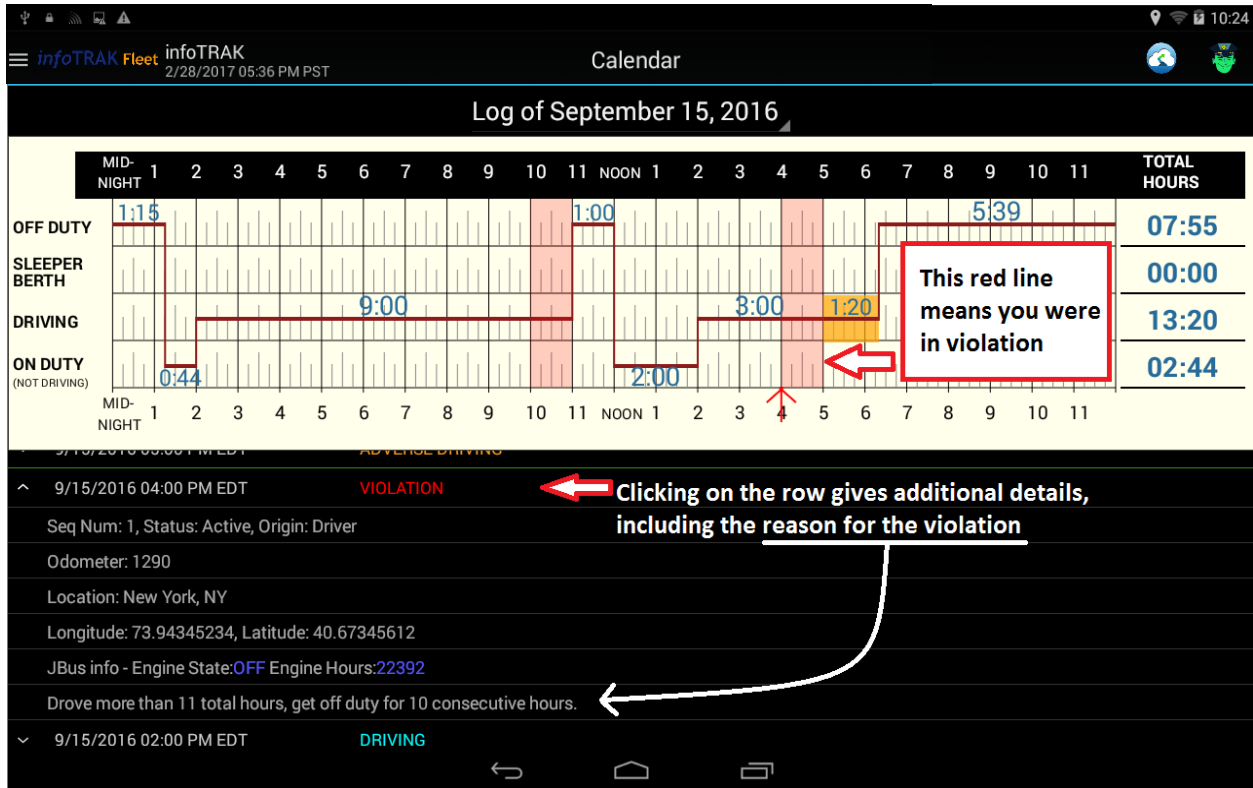 10:24
infoTRAK Fleet infoTRAK
2/28/2017 05:36 PM PST
Calendar
Log of September 15, 2016
MID-
NIGHT 1 2 3 4 5 6 7 8 9 10 11 NOON 1 2 3 4 5 6 7 8 9 10 11
TOTAL
HOURS
1:15 1:00 5:39
OFF DUTY 07:55
SLEEPER
BERTH 00:00
9:00 3:00 1:20
DRIVING 13:20
ON DUTY
(NOT DRIVING) 0:44 2:00 02:44
MID-
NIGHT 1 2 3 4 5 6 7 8 9 10 11 NOON 1 2 3 4 5 6 7 8 9 10 11
This red line
means you were
in violation
9/15/2016 05:00 PM EDT ADVERSE DRIVING
9/15/2016 04:00 PM EDT VIOLATION
Clicking on the row gives additional details,
including the reason for the violation
Seq Num: 1, Status: Active, Origin: Driver
Odometer: 1290
Location: New York, NY
Longitude: 73.94345234, Latitude: 40.67345612
JBus info - Engine State:OFF Engine Hours:22392
Drove more than 11 total hours, get off duty for 10 consecutive hours.
9/15/2016 02:00 PM EDT DRIVING